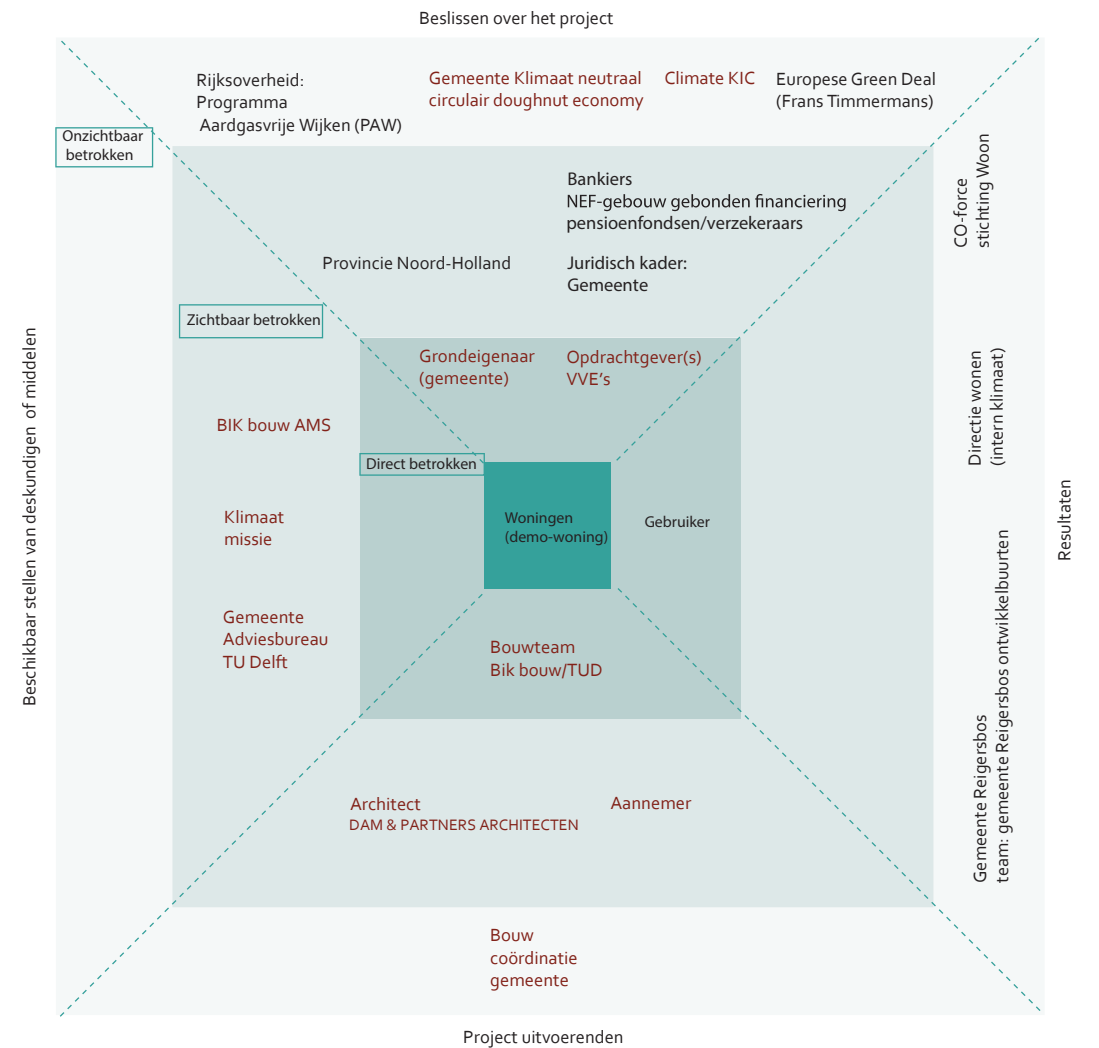 Beslissen over het project
Rijksoverheid:
Programma
Aardgasvrije Wijken (PAW)
Gemeente Klimaat neutraal
circulair doughnut economy
Climate KIC
Europese Green Deal
(Frans Timmermans)
Onzichtbaar
betrokken
Bankiers
NEF-gebouw gebonden financiering
pensioenfondsen/verzekeraars
CO-force
stichting Woon
Provincie Noord-Holland
Juridisch kader:
Gemeente
Zichtbaar betrokken
Grondeigenaar
(gemeente)
Opdrachtgever(s)
VVE's
Directie wonen
(intern klimaat)
BIK bouw AMS
Direct betrokken
Beschikbaar stellen van deskundigen of middelen
Klimaat
missie
Woningen
(demo-woning)
Gebruiker
Resultaten
Gemeente
Adviesbureau
TU Delft
Bouwteam
Bik bouw/TUD
Gemeente Reigersbos
team: gemeente Reigersbos ontwikkelbuurten
Architect
DAM & PARTNERS ARCHITECTEN
Aannemer
Bouw
coördinatie
gemeente
Project uitvoerenden